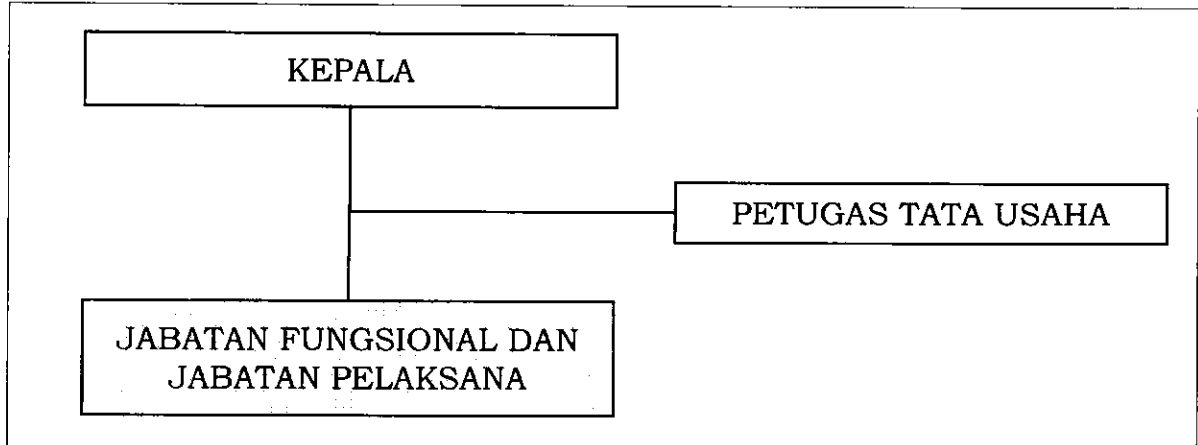 KEPALA
PETUGAS TATA USAHA
JABATAN FUNGSIONAL DAN
JABATAN PELAKSANA